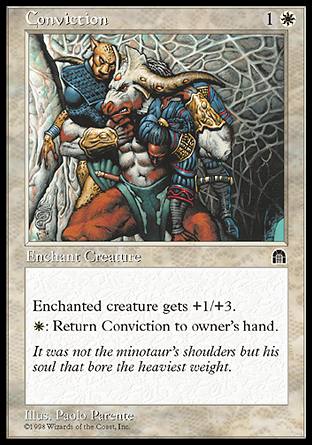 Conviction 1
Enchant Creature
Enchanted creature gets +1/+3.
: Return Conviction to owner's hand.
It was not the minotaur's shoulders but his
soul that bore the heaviest weight.
Illus. Paolo Parente
©1998 Wizards of the Coast, Inc.